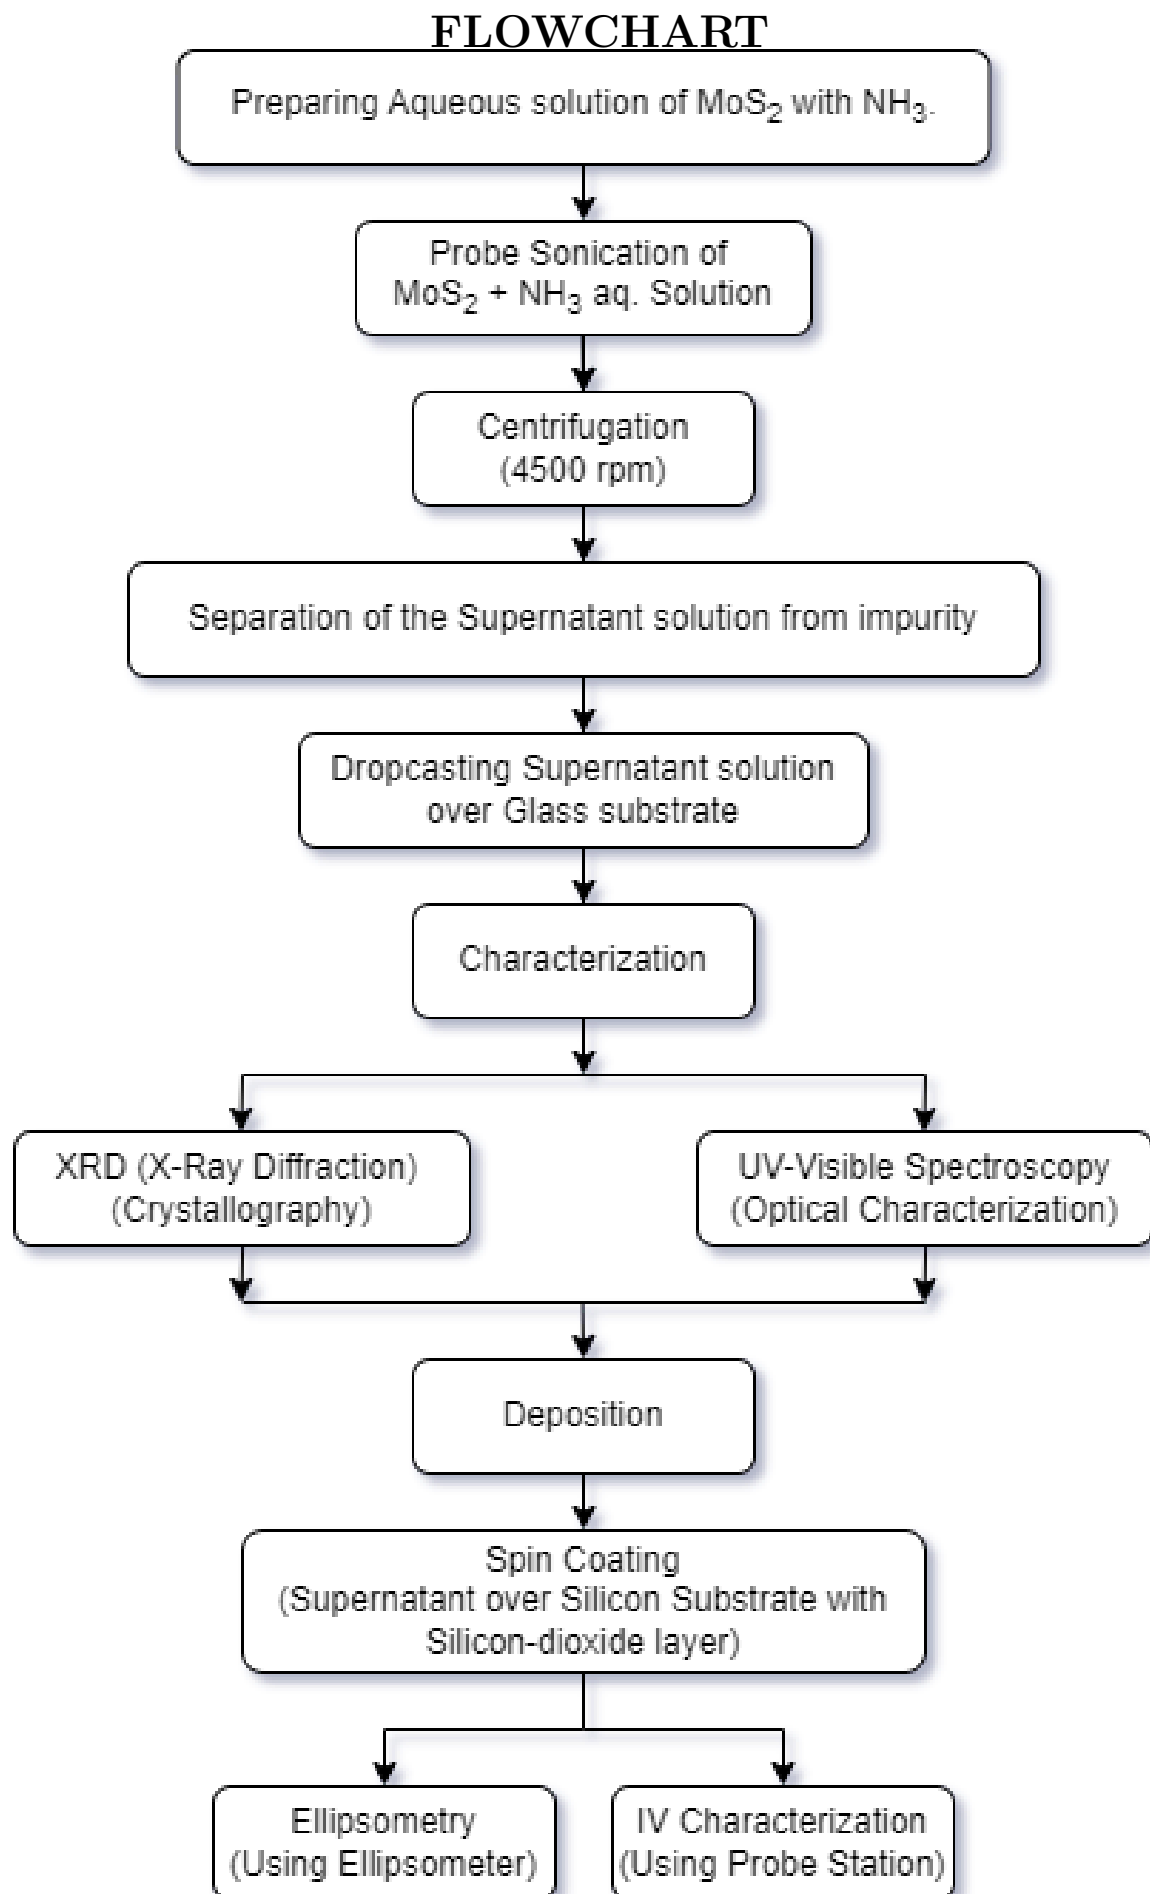 FLOWCHART
Preparing Aqueous solution of MoS₂ with NH₃.
Probe Sonication of
MoS₂ + NH₃ aq. Solution
Centrifugation
(4500 rpm)
Separation of the Supernatant solution from impurity
Dropcasting Supernatant solution
over Glass substrate
Characterization
XRD (X-Ray Diffraction)
(Crystallography)
UV-Visible Spectroscopy
(Optical Characterization)
Deposition
Spin Coating
(Supernatant over Silicon Substrate with
Silicon-dioxide layer)
Ellipsometry
(Using Ellipsometer)
IV Characterization
(Using Probe Station)